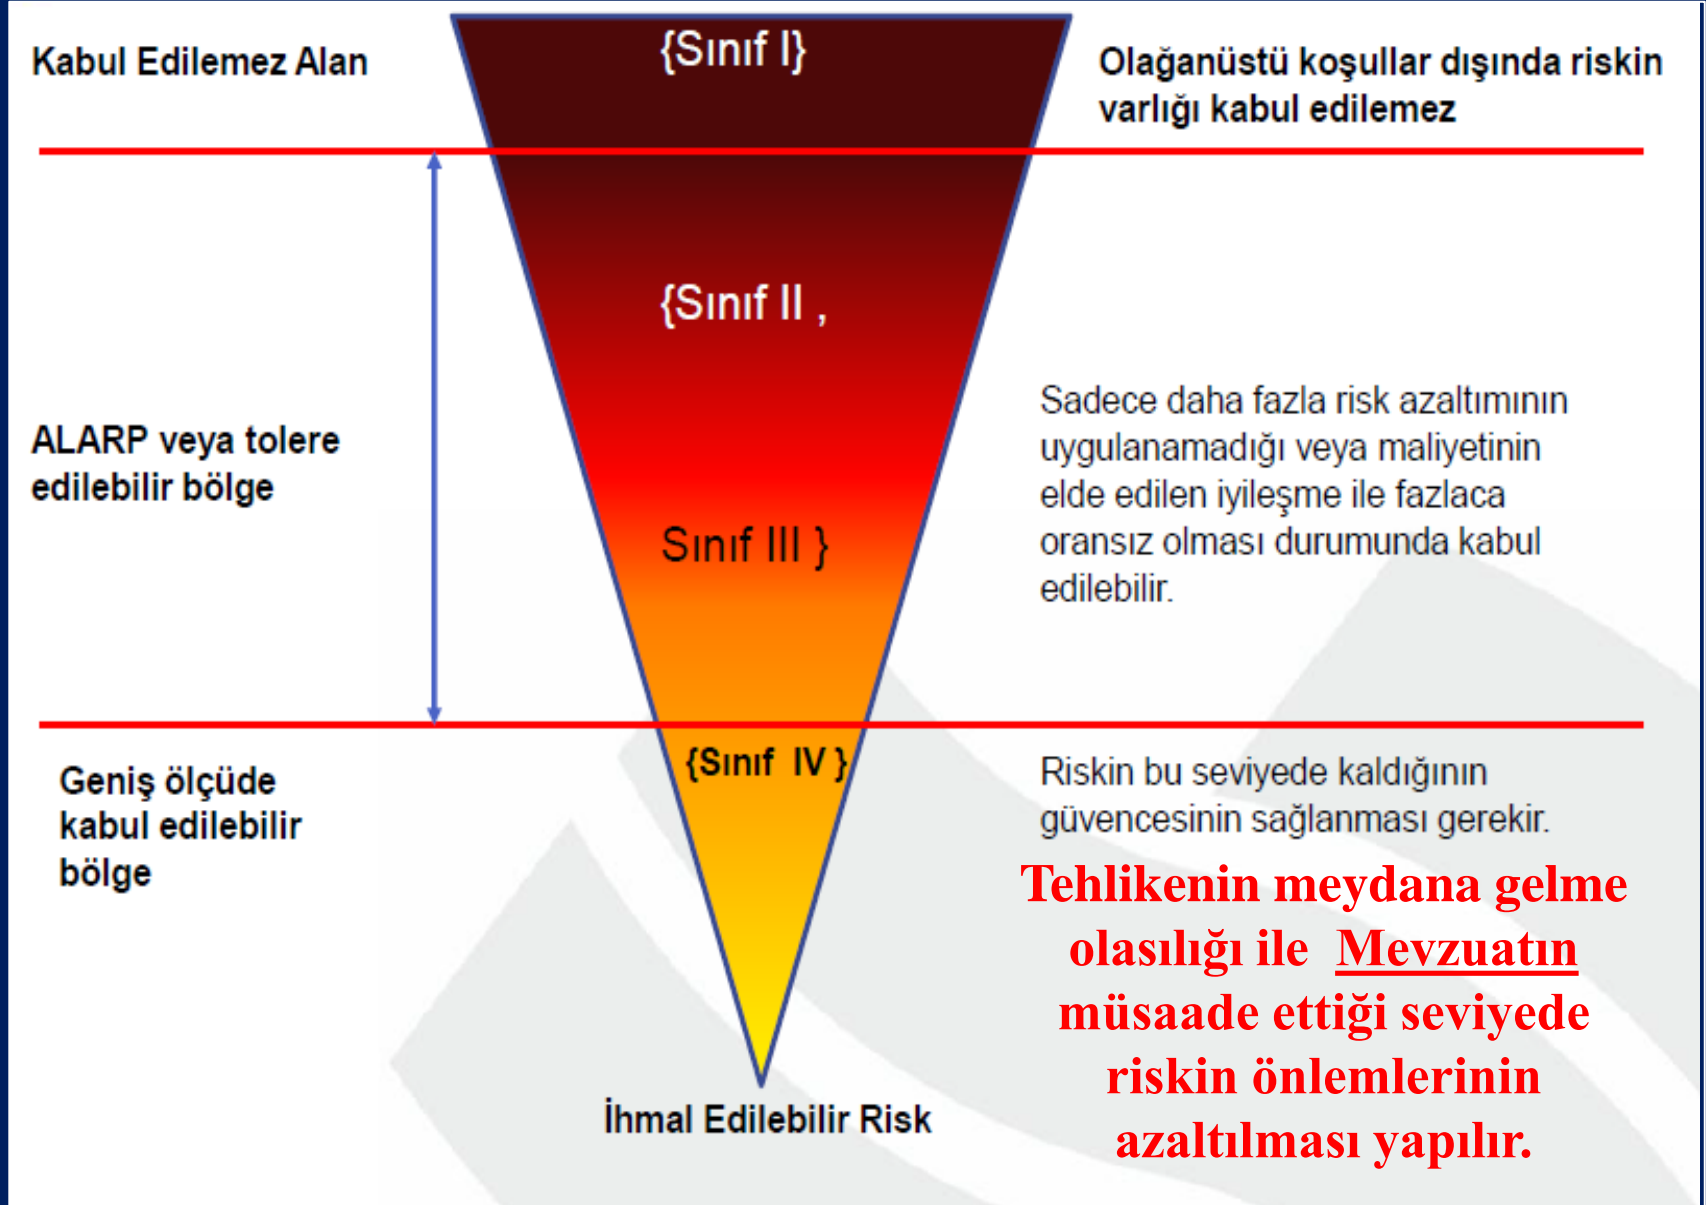 Kabul Edilemez Alan
{Sınıf I}
Olağanüstü koşullar dışında riskin
varlığı kabul edilemez
{Sınıf II ,
ALARP veya tolere
edilebilir bölge
Sınıf III }
Sadece daha fazla risk azaltımının
uygulanamadığı veya maliyetinin
elde edilen iyileşme ile fazlaca
oransız olması durumunda kabul
edilebilir.
{Sınıf IV }
Geniş ölçüde
kabul edilebilir
bölge
Riskin bu seviyede kaldığının
güvencesinin sağlanması gerekir.
Tehlikenin meydana gelme
olasılığı ile Mevzuatın
müsaade ettiği seviyede
riskin önlemlerinin
azaltılması yapılır.
İhmal Edilebilir Risk